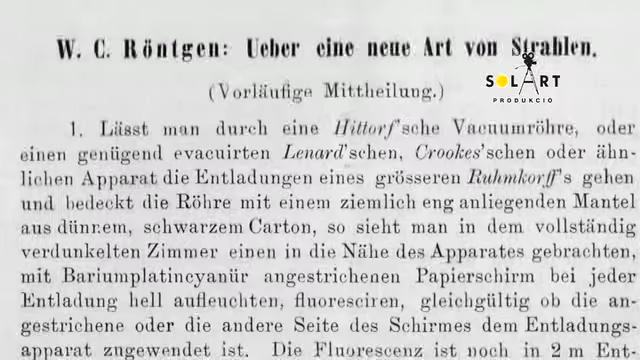 W. C. Röntgen: Ueber eine neue Art von Strahlen.
(Vorläufige Mittheilung.)
SOLART
PRODUKCIO
1. Lässt man durch eine Hittorf'sche Vacuumröhre, oder
einen genügend evacuirten Lenard'schen, Crookes'schen oder ähn-
lichen Apparat die Entladungen eines grösseren Ruhmkorff's gehen
und bedeckt die Röhre mit einem ziemlich eng anliegenden Mantel
aus dünnem, schwarzem Carton, so sieht man in dem vollständig
verdunkelten Zimmer einen in die Nähe des Apparates gebrachten,
mit Bariumplatincyanür angestrichenen Papierschirm bei jeder
Entladung hell aufleuchten, fluoresciren, gleichgültig ob die an-
gestrichene oder die andere Seite des Schirmes dem Entladungs-
apparat zugewendet ist. Die Fluorescenz ist noch in 2 m Ent-